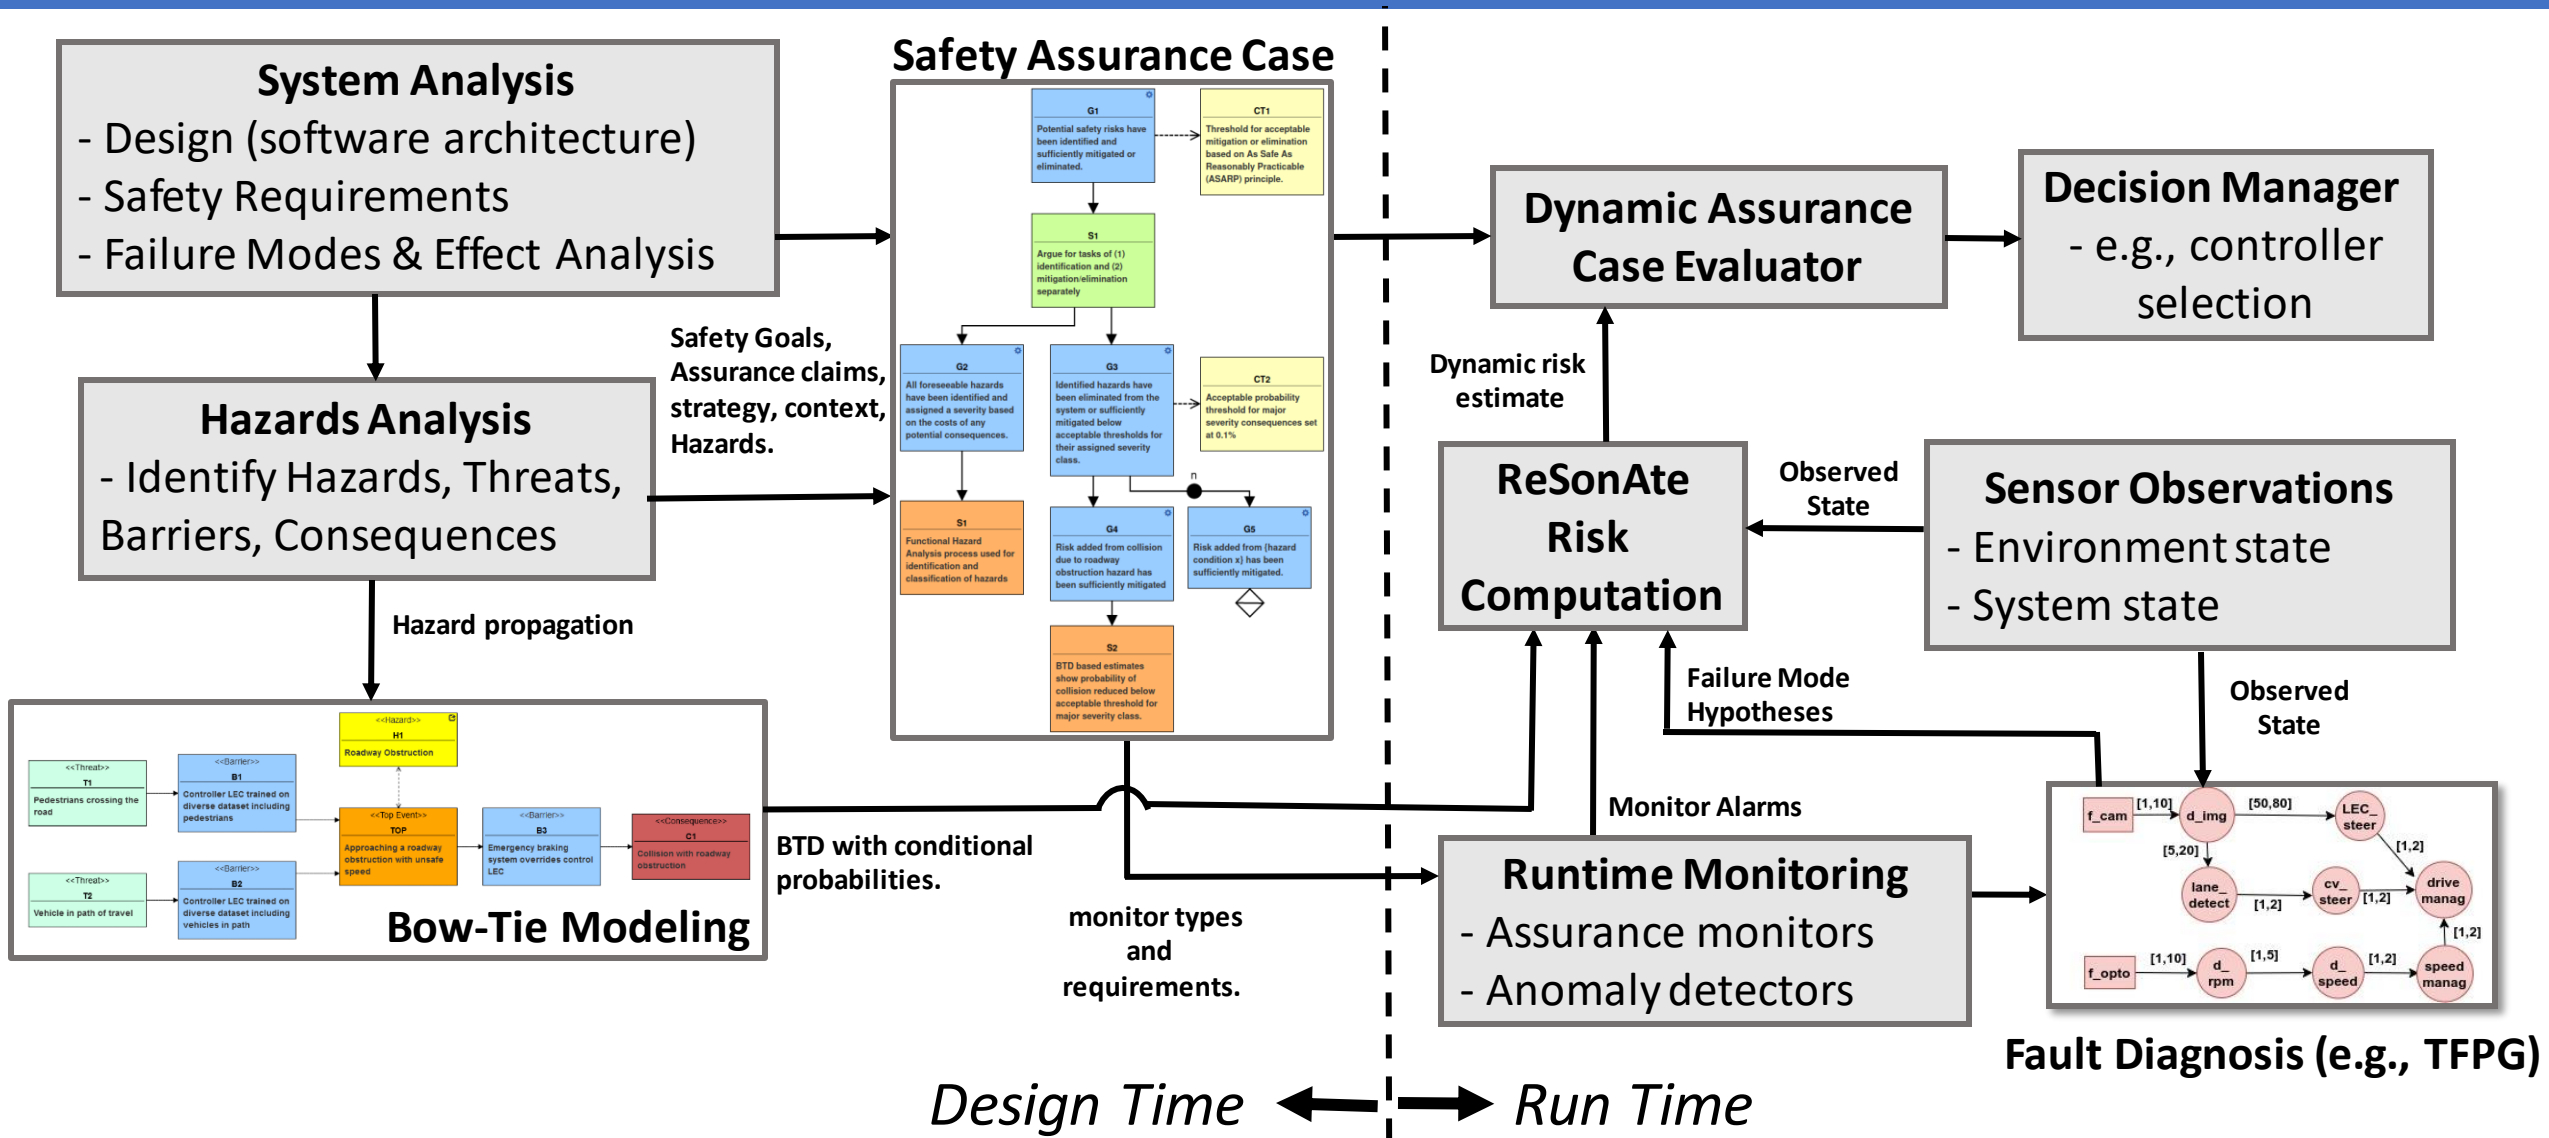 System Analysis
- Design (software architecture)
- Safety Requirements
- Failure Modes & Effect Analysis
Hazards Analysis
- Identify Hazards, Threats,
Barriers, Consequences
Safety Goals,
Assurance claims,
strategy, context,
Hazards.
Hazard propagation
<<Hazard>>
H1
Roadway Obstruction
<<Threat>>
T1
Pedestrians crossing the
road
<<Barrier>>
B1
Controller LEC trained on
diverse dataset including
pedestrians
<<Top Event>>
TOP
Approaching a roadway
obstruction with unsafe
speed
<<Barrier>>
B3
Emergency braking
system overrides control
LEC
<<Consequence>>
C1
Collision with roadway
obstruction
<<Threat>>
T2
Vehicle in path of travel
<<Barrier>>
B2
Controller LEC trained on
diverse dataset including
vehicles in path
Bow-Tie Modeling
BTD with conditional
probabilities.
Safety Assurance Case
G1
Potential safety risks have
been identified and
sufficiently mitigated or
eliminated.
CT1
Threshold for acceptable
mitigation or elimination
based on As Safe As
Reasonably Practicable
(ASARP) principle.
S1
Argue for tasks of (1)
identification and (2)
mitigation/elimination
separately
G2
All foreseeable hazards
have been identified and
assigned a severity based
on the costs of any
potential consequences.
G3
Identified hazards have
been eliminated from the
system or sufficiently
mitigated below
acceptable thresholds for
their assigned severity
class.
CT2
Acceptable probability
threshold for major
severity consequences set
at 0.1%
n
S1
Functional Hazard
Analysis process used for
identification and
classification of hazards
G4
Risk added from collision
due to roadway
obstruction hazard has
been sufficiently mitigated
G5
Risk added from {hazard
condition x} has been
sufficiently mitigated.
S2
BTD based estimates
show probability of
collision reduced below
acceptable threshold for
major severity class.
monitor types
and
requirements.
Dynamic Assurance
Case Evaluator
Decision Manager
- e.g., controller
selection
Dynamic risk
estimate
ReSonAte
Risk
Computation
Observed
State
Sensor Observations
- Environment state
- System state
Failure Mode
Hypotheses
Observed
State
Monitor Alarms
Runtime Monitoring
- Assurance monitors
- Anomaly detectors
f_cam
[1,10]
d_img
[50,80]
LEC_
steer
[5,20]
[1,2]
lane_
detect
[1,2]
cv_
steer
[1,2]
drive
manag
[1,2]
f_opto
[1,10]
d_
rpm
[1,5]
d_
speed
[1,2]
speed
manag
Fault Diagnosis (e.g., TFPG)
Design Time
Run Time